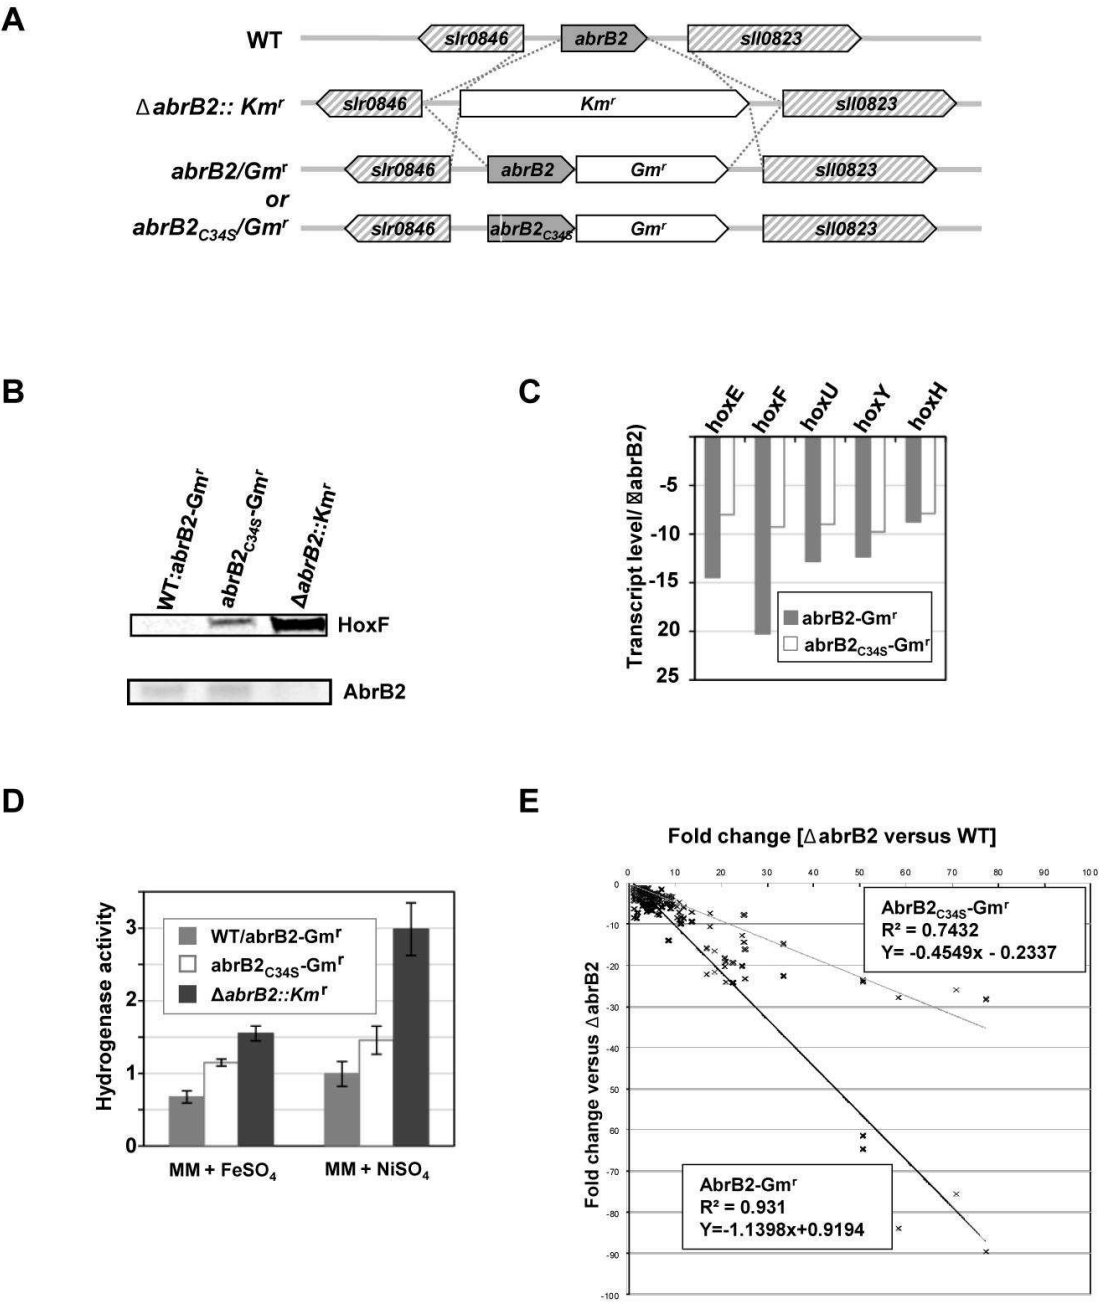 A
WT
slr0846
abrB2
sll0823
ΔabrB2:: Kmʳ
slr0846
Kmʳ
sll0823
abrB2/Gmʳ
slr0846
abrB2
Gmʳ
sll0823
or
abrB2C34S/Gmʳ
slr0846
abrB2C34S
Gmʳ
sll0823
B
WT:abrB2-Gmʳ
abrB2C34S-Gmʳ
ΔabrB2::Kmʳ
HoxF
AbrB2
C
hoxE
hoxF
hoxU
hoxY
hoxH
Transcript level/ ☒abrB2)
-5
-10
-15
20
25
abrB2-Gmʳ
abrB2C34S-Gmʳ
D
Hydrogenase activity
3
2
1
0
WT/abrB2-Gmʳ
abrB2C34S-Gmʳ
ΔabrB2::Kmʳ
MM + FeSO4
MM + NiSO4
E
Fold change [ΔabrB2 versus WT]
0 10 20 30 40 50 60 70 80 90 100
Fold change versus ΔabrB2
0
-10
-20
-30
-40
-50
60
-70
-80
-90
-100
AbrB2C34S-Gmʳ
R² = 0.7432
Y= -0.4549x - 0.2337
AbrB2-Gmʳ
R² = 0.931
Y=-1.1398x+0.9194